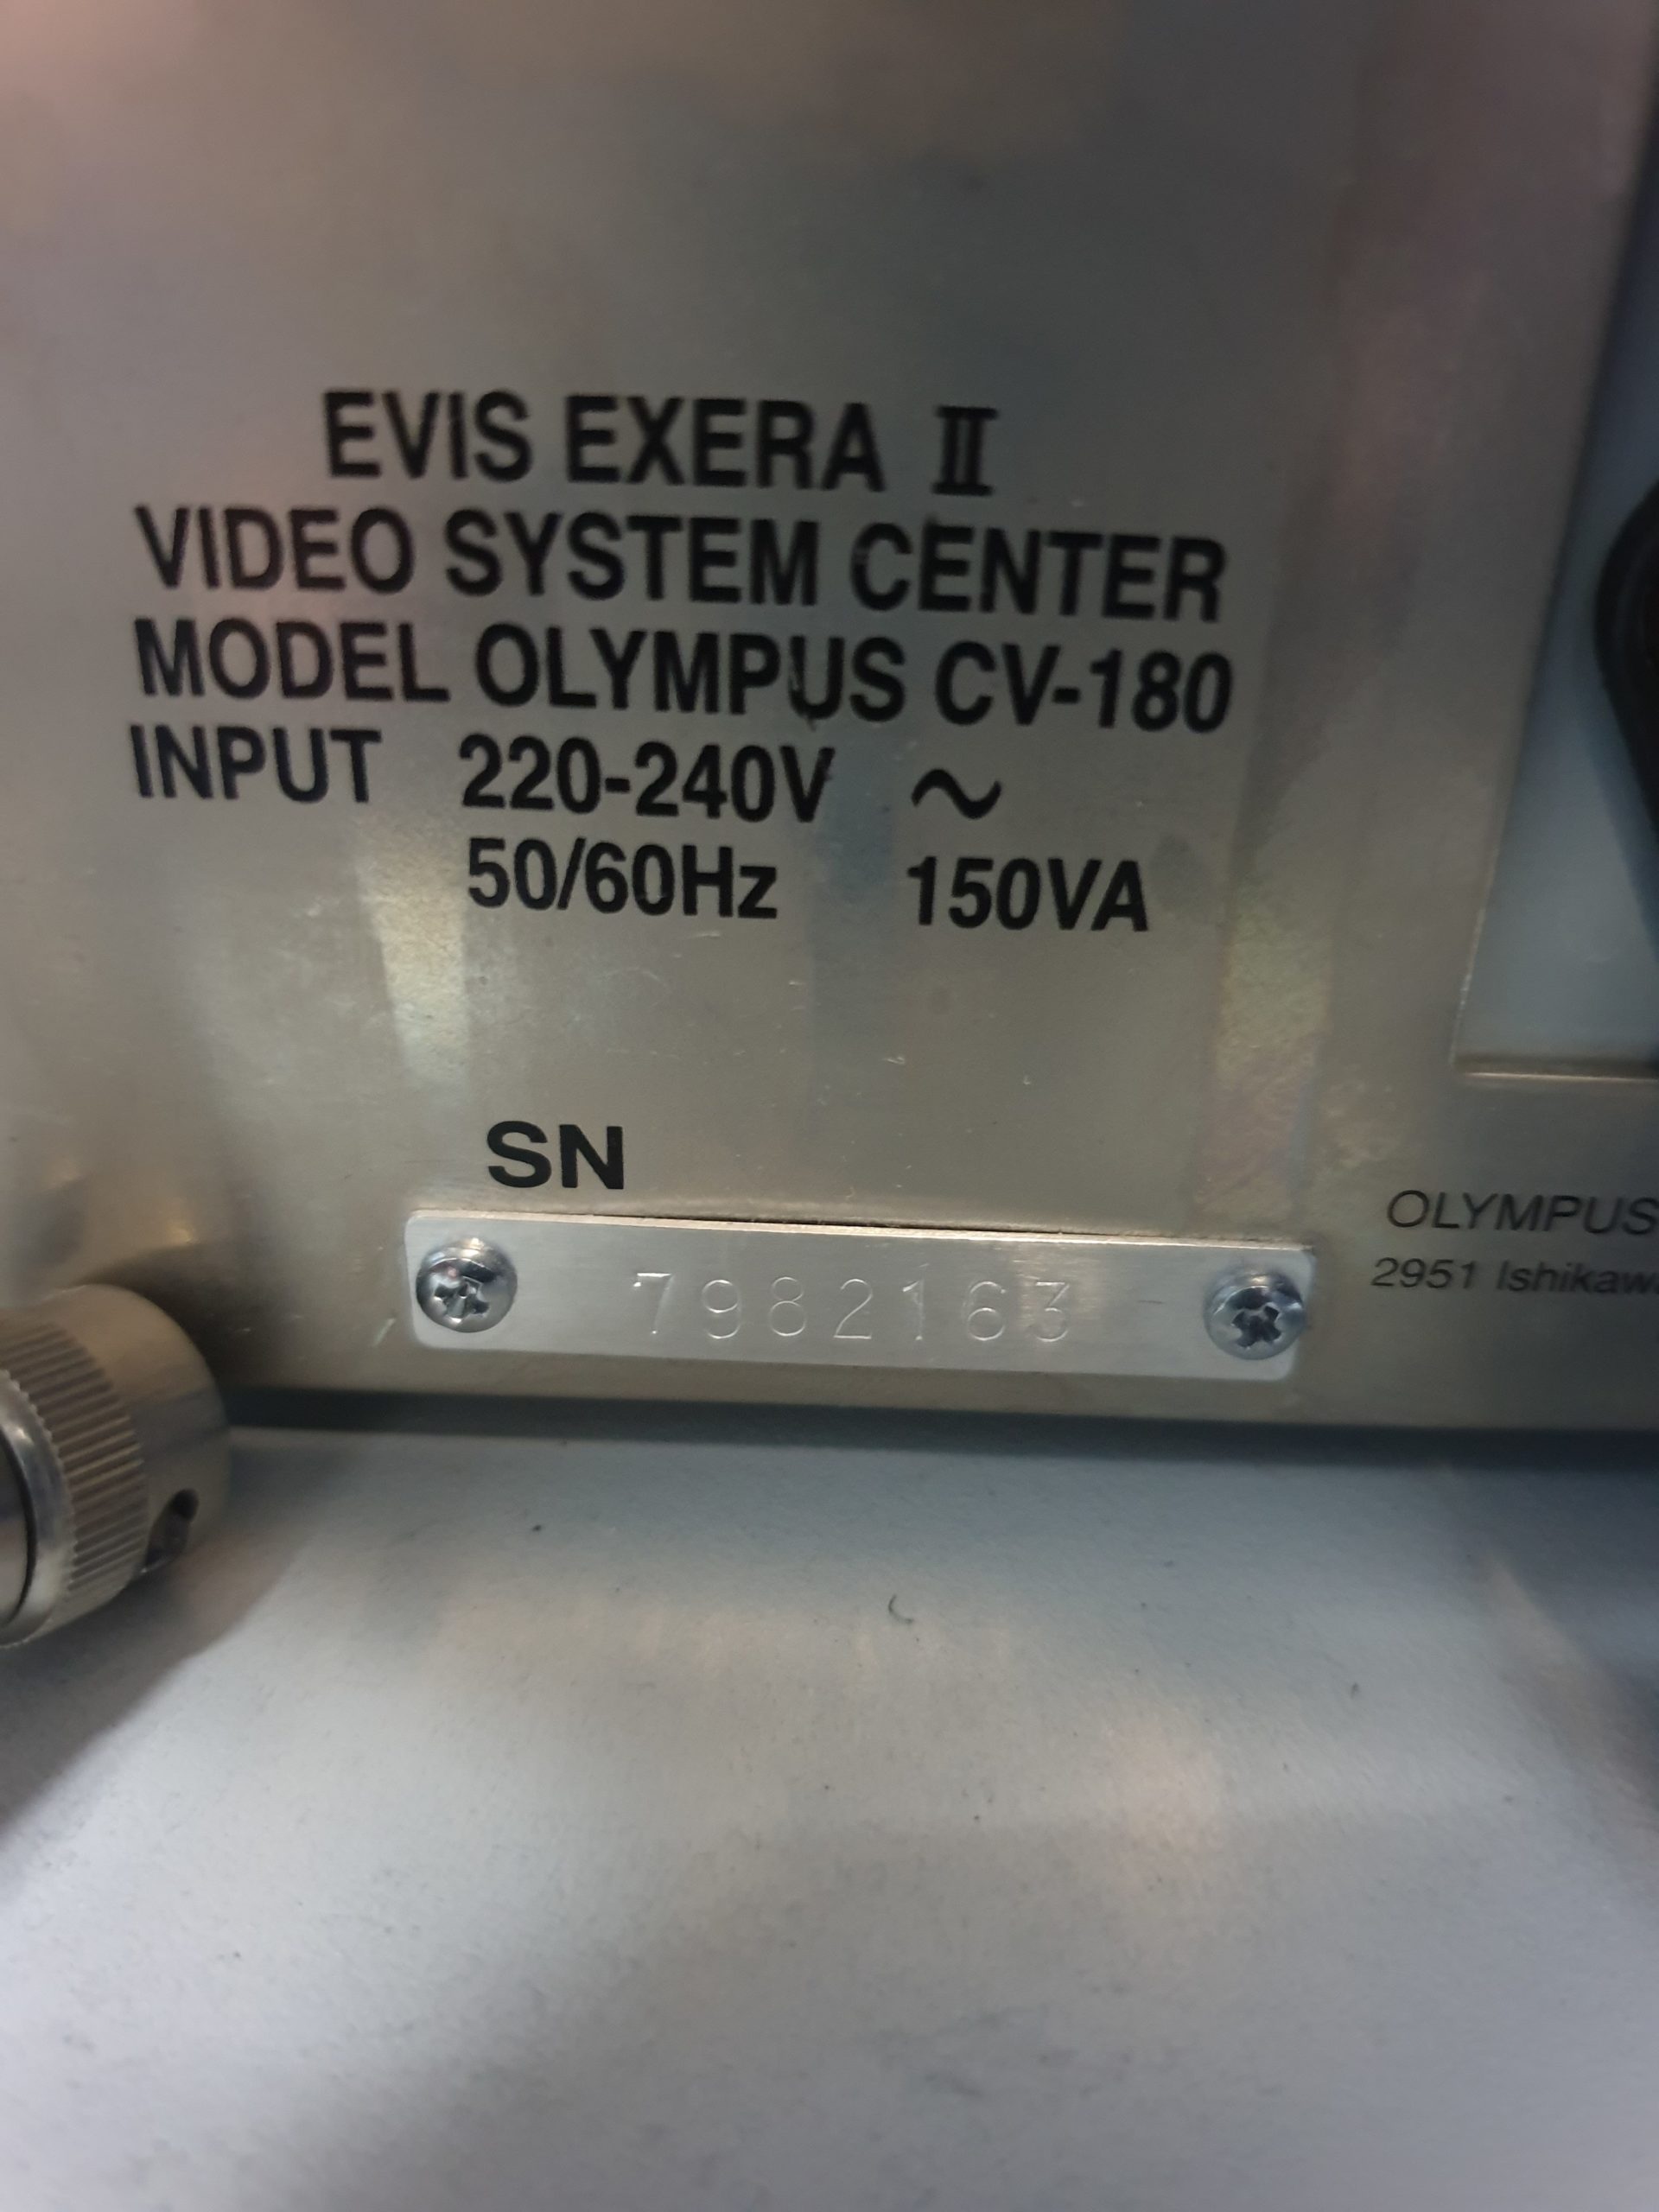 EVIS EXERA II
VIDEO SYSTEM CENTER
MODEL OLYMPUS CV-180
INPUT 220-240V ~
50/60Hz 150VA
SN
7982163
OLYMPUS
2951 Ishikawa